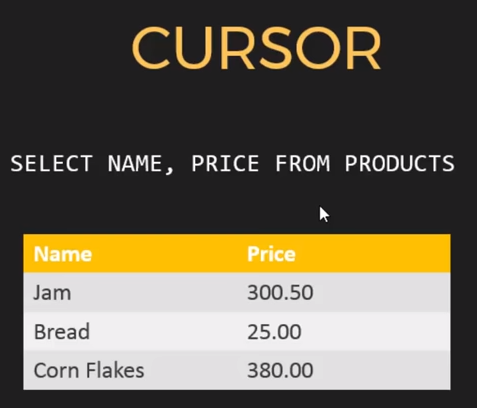 CURSOR
SELECT NAME, PRICE FROM PRODUCTS
Name Price
Jam 300.50
Bread 25.00
Corn Flakes 380.00